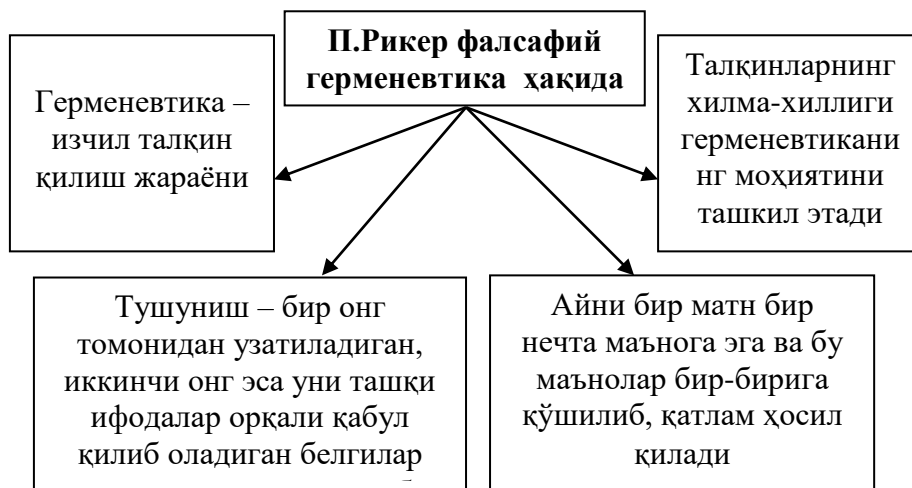 П.Рикер фалсафий
герменевтика ҳақида
Герменевтика –
изчил талқин
қилиш жараёни
Талқинларнинг
хилма-хиллиги
герменевтикани
нг моҳиятини
ташкил этади
Тушуниш – бир онг
томонидан узатиладиган,
иккинчи онг эса уни ташқи
ифодалар орқали қабул
қилиб оладиган белгилар
Айни бир матн бир
нечта маънога эга ва бу
маънолар бир-бирига
қўшилиб, қатлам ҳосил
қилади